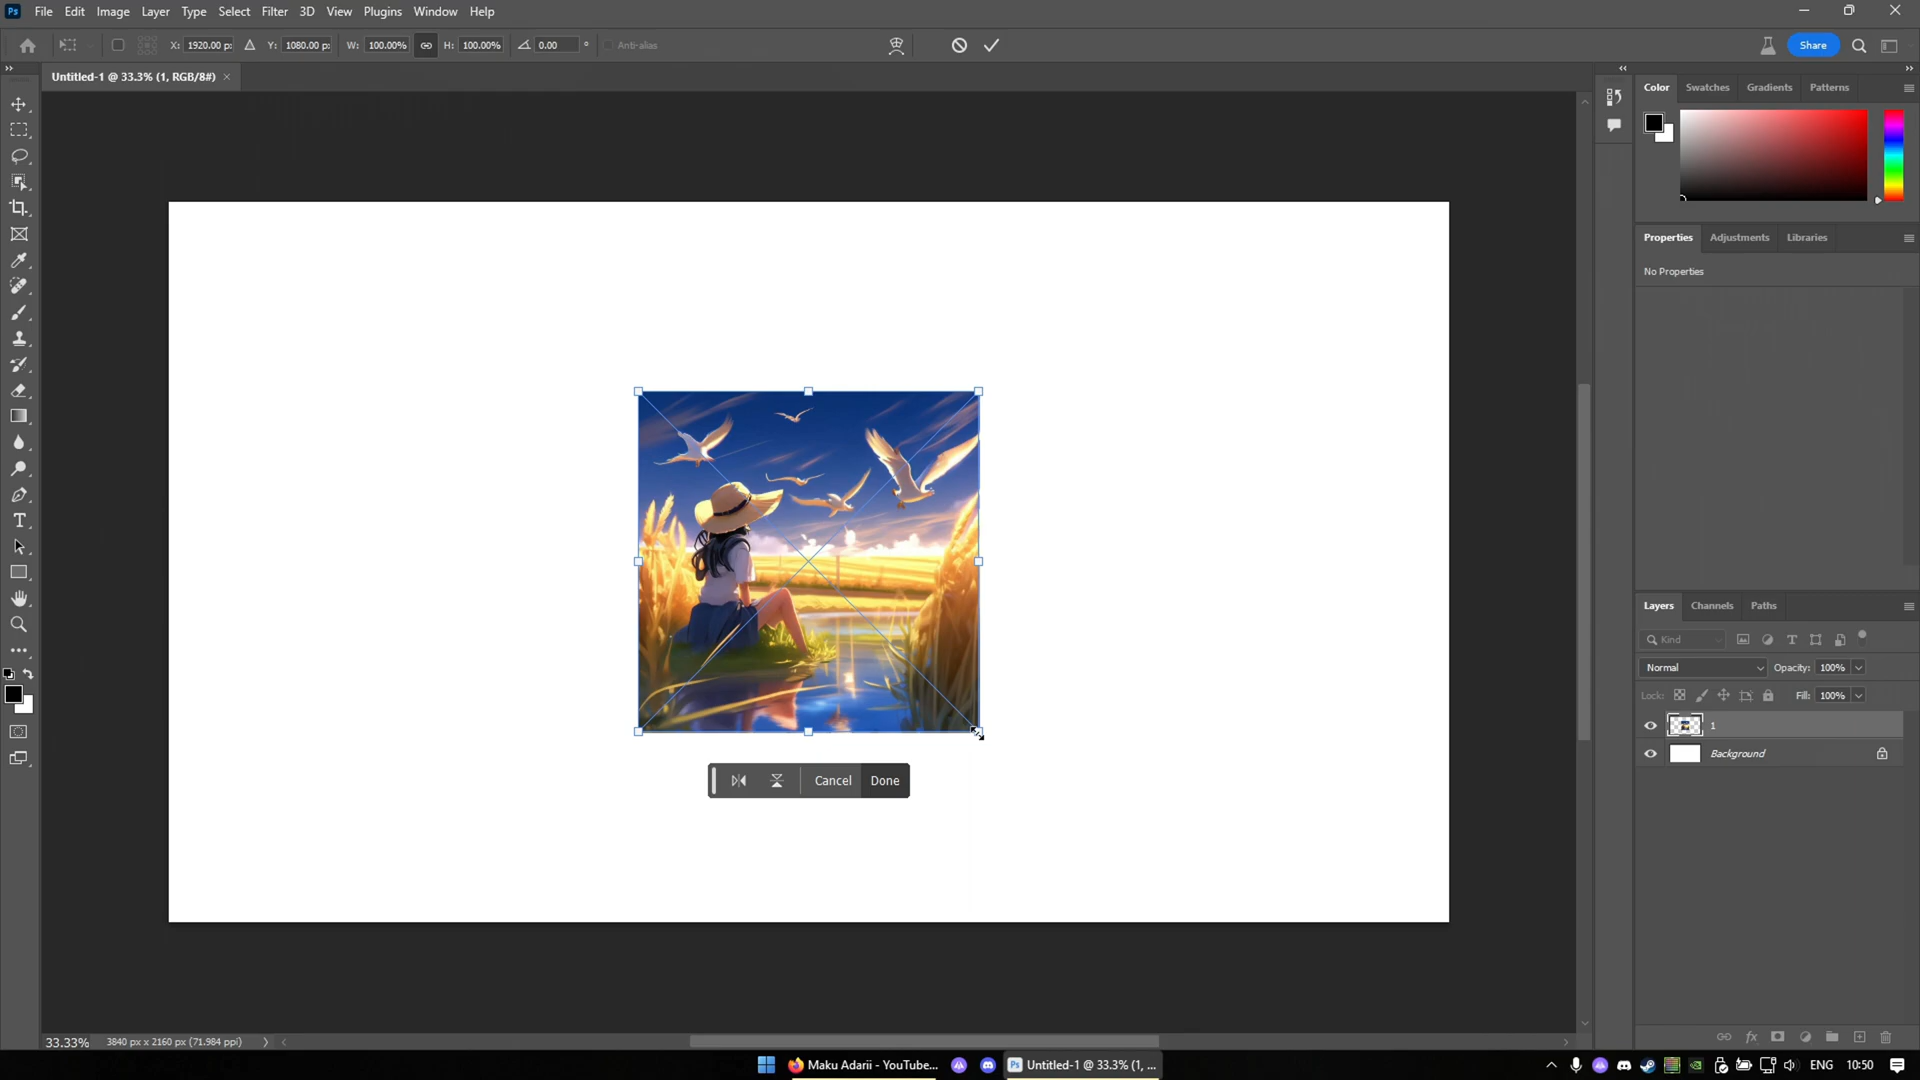 Ps File Edit Image Layer Type Select Filter 3D View Plugins Window Help
X: 1920.00 p: Y: 1080.00 p: W: 100.00% H: 100.00% 0.00 ° Anti-alias Share
Untitled-1 @ 33.3% (1, RGB/8#) ×
Color Swatches Gradients Patterns
Properties Adjustments Libraries
No Properties
Layers Channels Paths
Kind
Normal Opacity: 100%
Lock: Fill: 100%
1
Background
Cancel Done
33.33% 3840 px x 2160 px (71.984 ppi)
Maku Adarii - YouTube... Ps Untitled-1 @ 33.3% (1, ... ENG 10:50